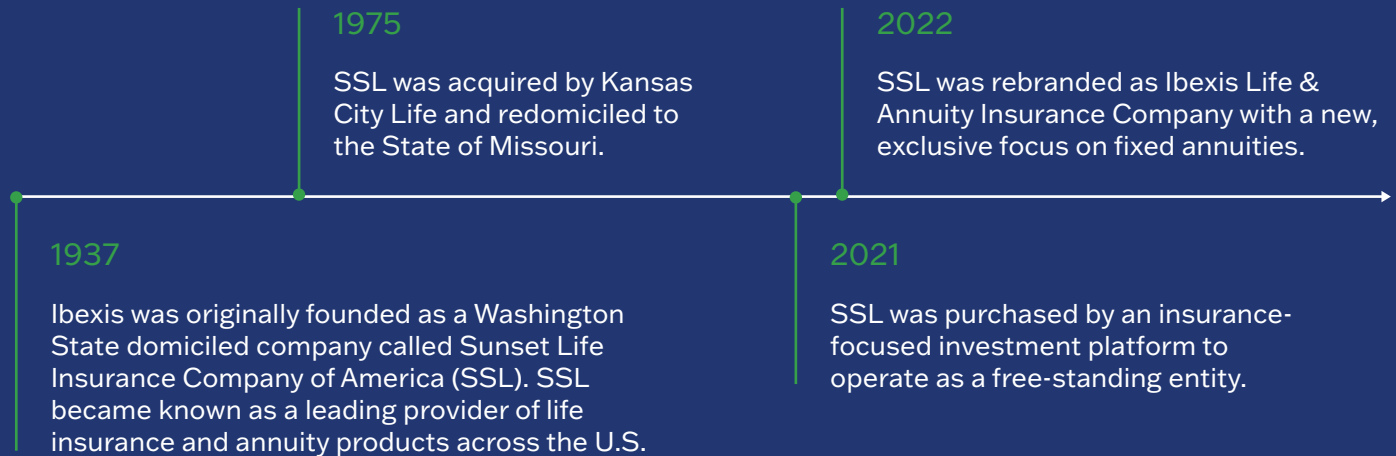 1975
SSL was acquired by Kansas
City Life and redomiciled to
the State of Missouri.
2022
SSL was rebranded as Ibexis Life &
Annuity Insurance Company with a new,
exclusive focus on fixed annuities.
1937
Ibexis was originally founded as a Washington
State domiciled company called Sunset Life
Insurance Company of America (SSL). SSL
became known as a leading provider of life
insurance and annuity products across the U.S.
2021
SSL was purchased by an insurance-
focused investment platform to
operate as a free-standing entity.